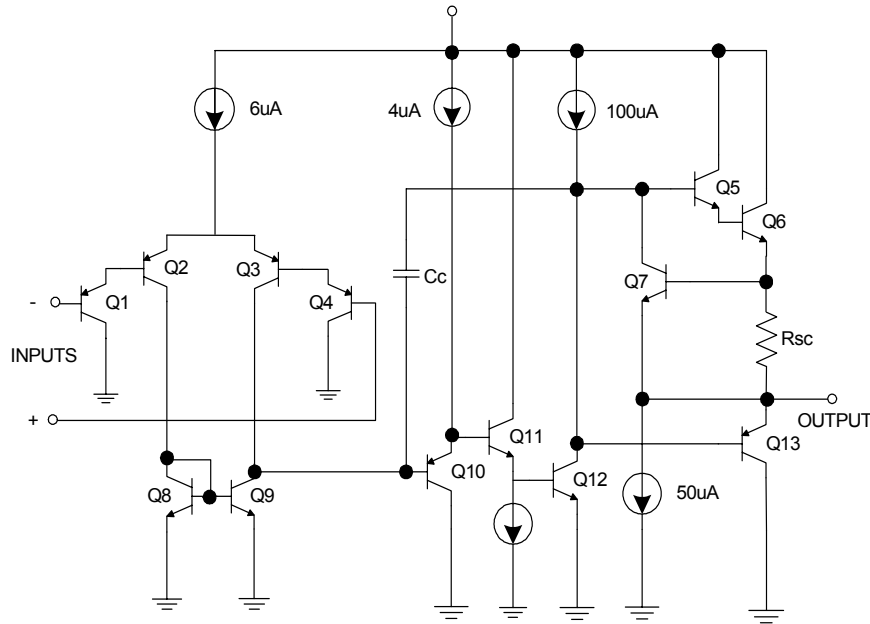 6uA
4uA
100uA
Q5
Q6
Q2
Q3
Cc
Q7
-
Q1
Q4
Rsc
INPUTS
+
OUTPUT
Q11
Q13
Q10
Q8
Q9
Q12
50uA